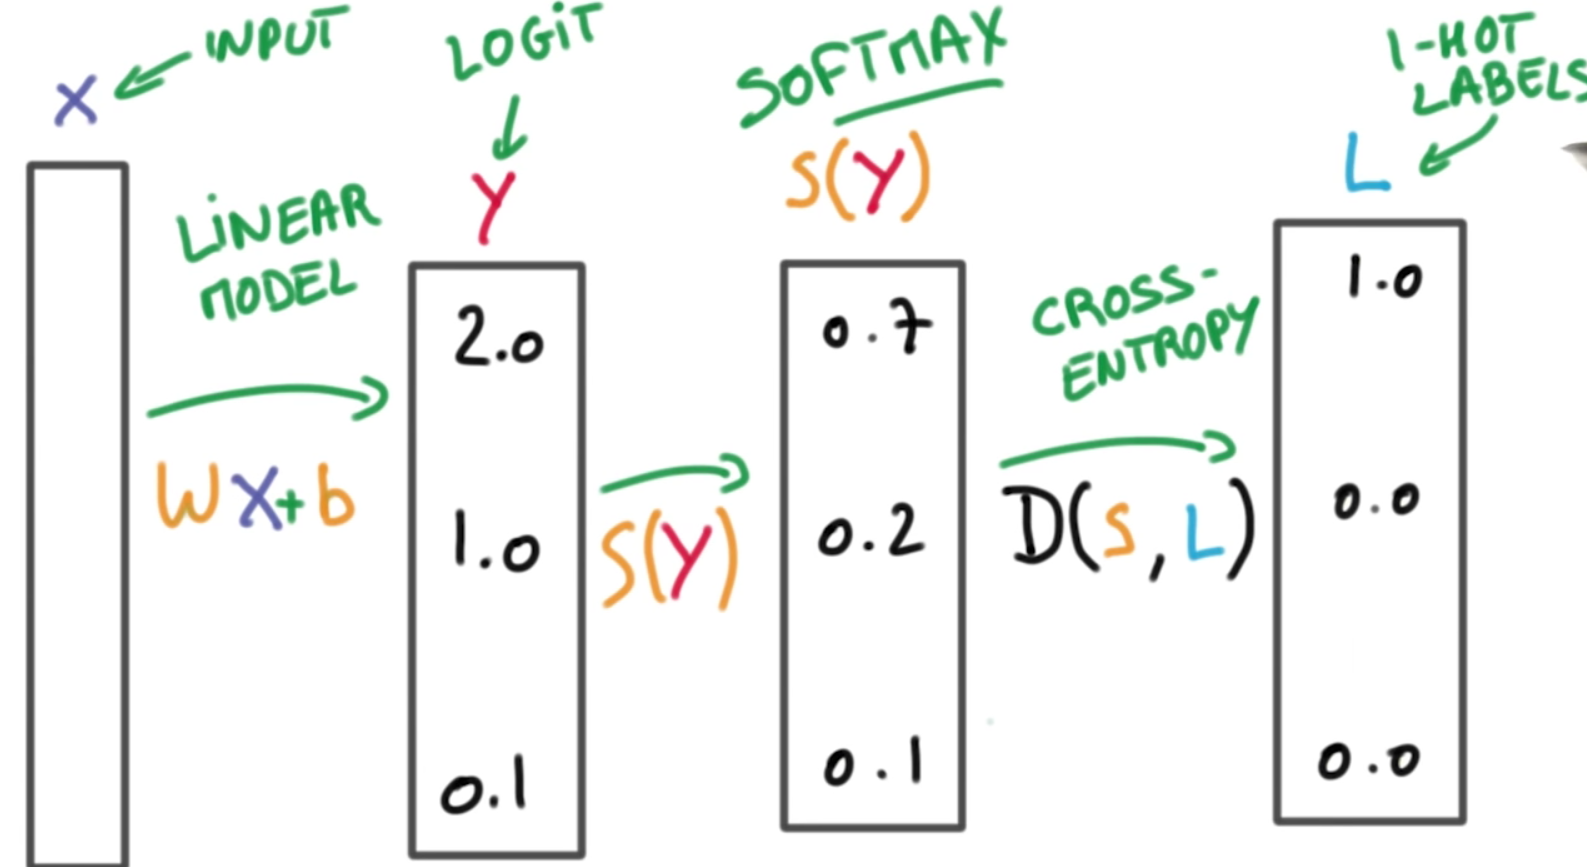 X
INPUT
LINEAR
MODEL
WX+b
LOGIT
Y
2.0
1.0
0.1
S(Y)
SOFTMAX
S(Y)
0.7
0.2
0.1
CROSS-
ENTROPY
D(S,L)
1-HOT
LABELS
L
1.0
0.0
0.0